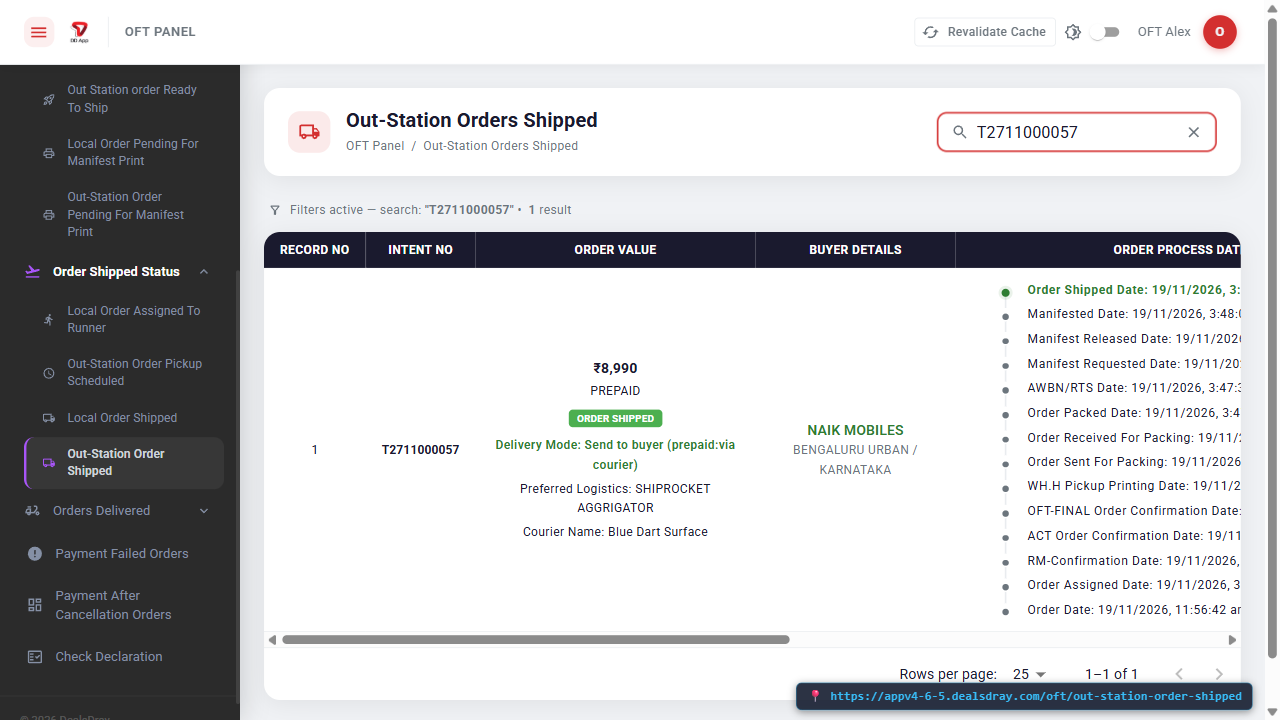 DD App
OFT PANEL
Revalidate Cache
OFT Alex
O
Out Station order Ready
To Ship
Local Order Pending For
Manifest Print
Out-Station Order
Pending For Manifest
Print
Order Shipped Status
Local Order Assigned To
Runner
Out-Station Order Pickup
Scheduled
Local Order Shipped
Out-Station Order
Shipped
Orders Delivered
Payment Failed Orders
Payment After
Cancellation Orders
Check Declaration
© 2026 DealsDray
Out-Station Orders Shipped
OFT Panel / Out-Station Orders Shipped
T2711000057
Filters active — search: "T2711000057" • 1 result
RECORD NO INTENT NO ORDER VALUE BUYER DETAILS ORDER PROCESS DAT
1
T2711000057
₹8,990
PREPAID
ORDER SHIPPED
Delivery Mode: Send to buyer (prepaid:via
courier)
Preferred Logistics: SHIPROCKET
AGGRIGATOR
Courier Name: Blue Dart Surface
NAIK MOBILES
BENGALURU URBAN /
KARNATAKA
Order Shipped Date: 19/11/2026, 3:
Manifested Date: 19/11/2026, 3:48:0
Manifest Released Date: 19/11/2026
Manifest Requested Date: 19/11/20
AWBN/RTS Date: 19/11/2026, 3:47:3
Order Packed Date: 19/11/2026, 3:4
Order Received For Packing: 19/11/2
Order Sent For Packing: 19/11/2026
WH.H Pickup Printing Date: 19/11/2
OFT-FINAL Order Confirmation Date:
ACT Order Confirmation Date: 19/11
RM-Confirmation Date: 19/11/2026,
Order Assigned Date: 19/11/2026, 3
Order Date: 19/11/2026, 11:56:42 am
Rows per page: 25 1–1 of 1
https://appv4-6-5.dealsdray.com/oft/out-station-order-shipped